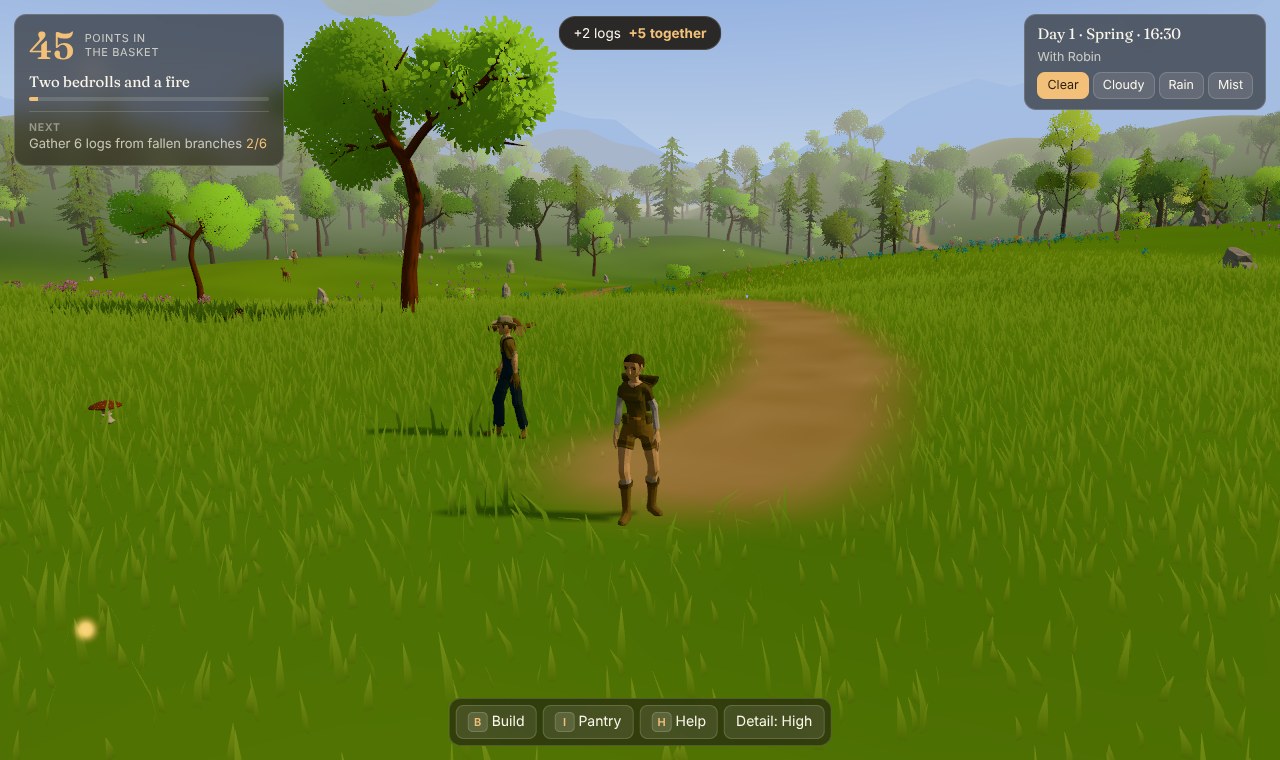 45 POINTS IN
THE BASKET
Two bedrolls and a fire
NEXT
Gather 6 logs from fallen branches 2/6
+2 logs +5 together
Day 1 · Spring · 16:30
With Robin
Clear Cloudy Rain Mist
B Build I Pantry H Help Detail: High